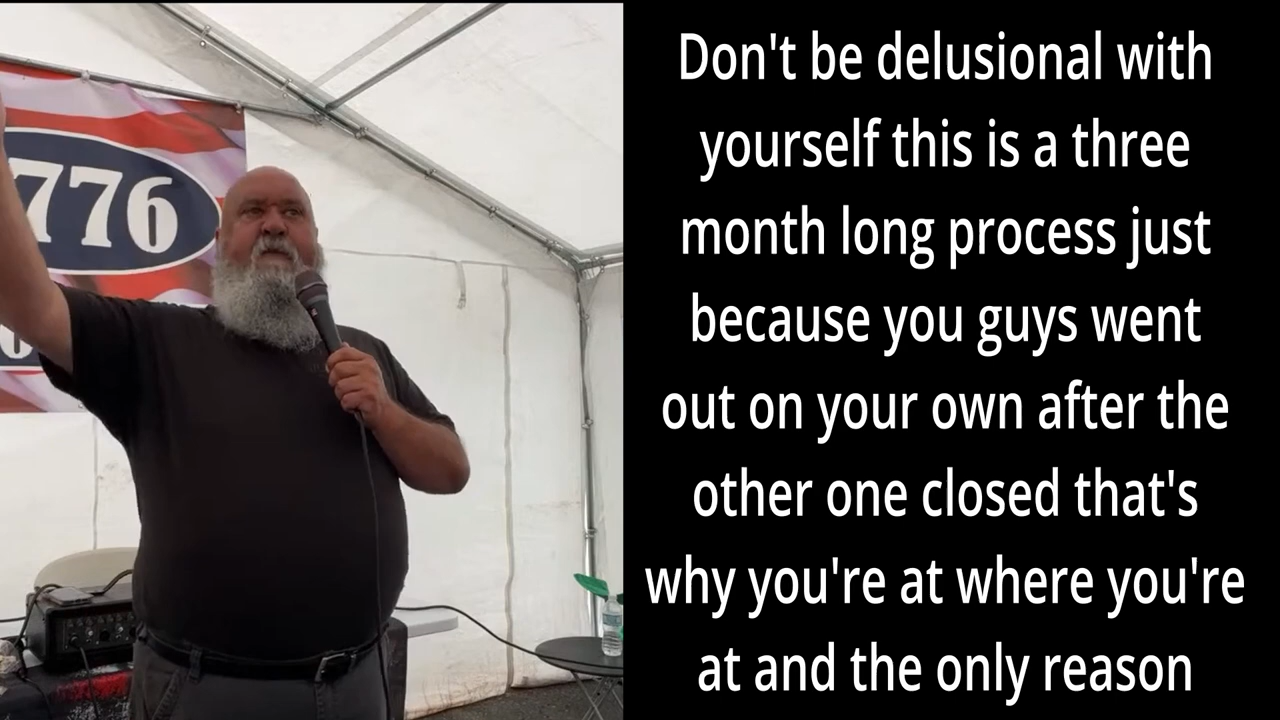 776
Don't be delusional with
yourself this is a three
month long process just
because you guys went
out on your own after the
other one closed that's
why you're at where you're
at and the only reason